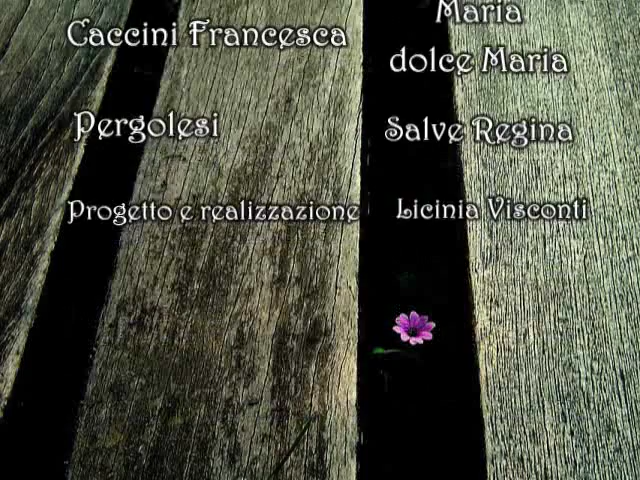 Maria
Caccini Francesca
dolce Maria
Pergolesi
Salve Regina
Progetto e realizzazione
Licinia Visconti